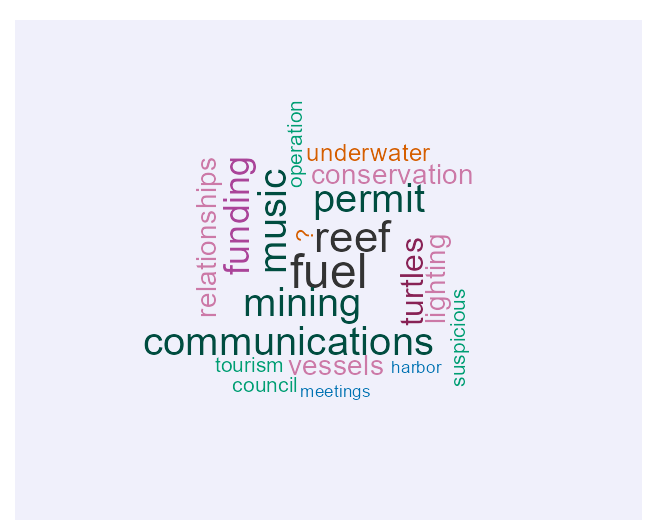 operation
underwater
conservation
relationships
funding
music
permit
?
reef
fuel
turtles
lighting
mining
suspicious
communications
tourism
vessels
harbor
council
meetings